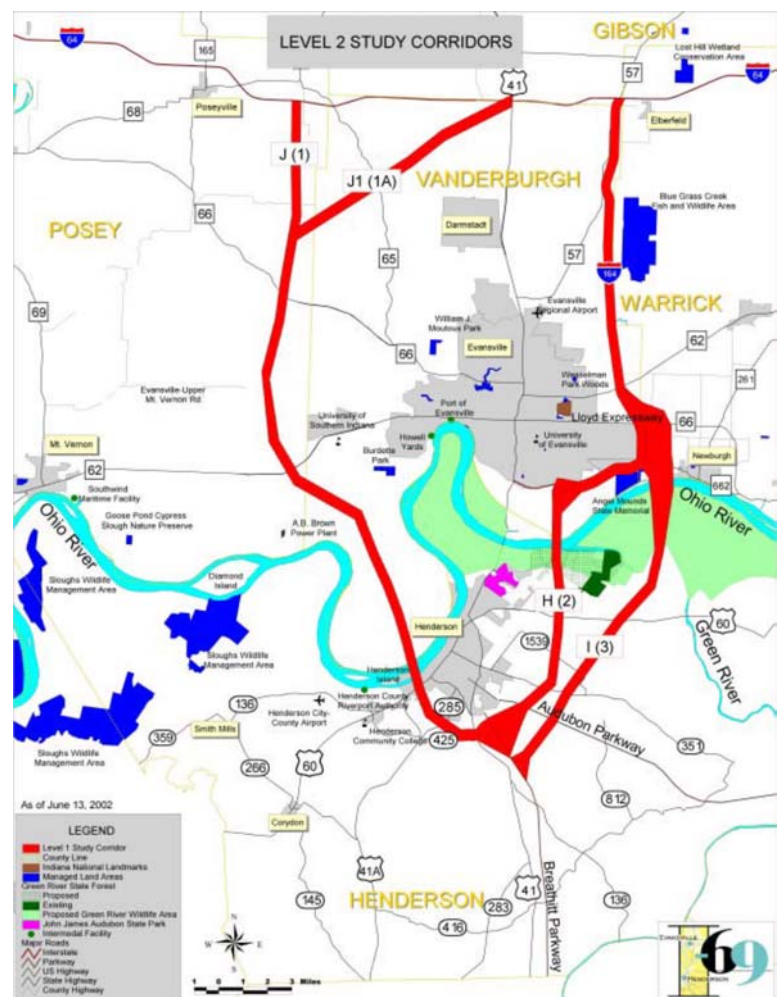 LEVEL 2 STUDY CORRIDORS
GIBSON
Lost Hill Wetland
Conservation Area
64
165
41
57
64
Poseyville
68
Elberfeld
J (1)
J1 (1A)
VANDERBURGH
Blue Grass Creek
Fish and Wildlife Area
POSEY
66
Darmstadt
65
57
164
69
Evansville
Regional Airport
WARRICK
William J.
Moutoux Park
62
66
Evansville
Wesselman
Park Woods
261
Evansville-Upper
Mt. Vernon Rd
Port of
Evansville
University of
Southern Indiana
Lloyd Expressway
66
Howell
Yards
University
of Evansville
Mt. Vernon
Newburgh
62
Burdette
Park
662
Southwind
Maritime Facility
Angel Mounds
State Memorial
Ohio River
Goose Pond Cypress
Slough Nature Preserve
A.B. Brown
Power Plant
Ohio River
Sloughs Wildlife
Management Area
Diamond
Island
H (2)
60
Henderson
1539
I (3)
Green River
Sloughs Wildlife
Management Area
Henderson
Island
Henderson County
Riverport Authority
285
Audubon Parkway
136
Henderson City-
County Airport
Henderson
Community College
425
351
359
Smith Mills
Sloughs Wildlife
Management Area
266
60
812
As of June 13, 2002
Corydon
LEGEND
Level 1 Study Corridor
County Line
Indiana National Landmarks
Managed Land Areas
Green River State Forest
Proposed
Existing
Proposed Green River Wildlife Area
John James Audubon State Park
Intermodal Facility
Major Roads
Interstate
Parkway
US Highway
State Highway
County Highway
41A
HENDERSON
41
Breathitt Parkway
145
283
136
416
N
W E
S
1 0 1 2 3 Miles
EVANSVILLE
I-69
HENDERSON